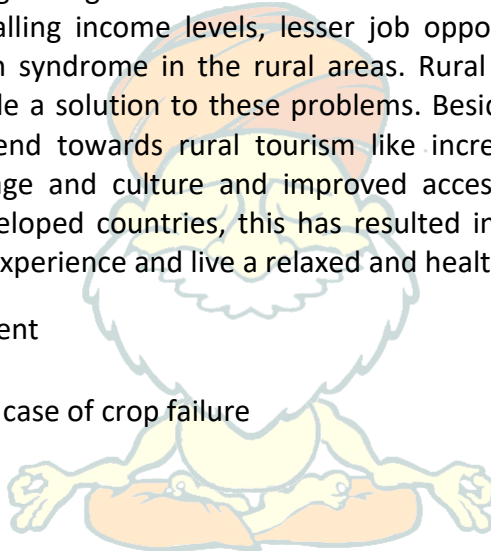 alling income levels, lesser job oppo
syndrome in the rural areas. Rural
le a solution to these problems. Besid
end towards rural tourism like incre
age and culture and improved acces
eloped countries, this has resulted in
experience and live a relaxed and healt
ent
case of crop failure